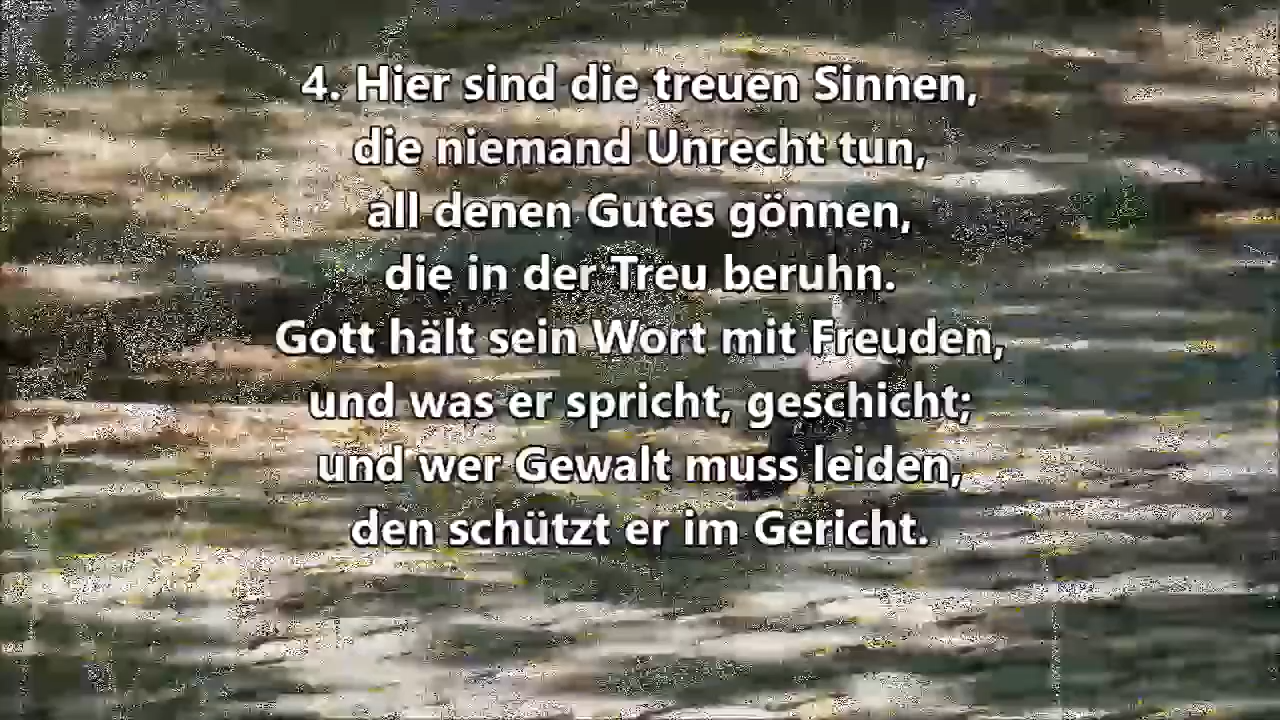 4. Hier sind die treuen Sinnen,
die niemand Unrecht tun,
all denen Gutes gönnen,
die in der Treu beruhn.
Gott hält sein Wort mit Freuden,
und was er spricht, geschicht;
und wer Gewalt muss leiden,
den schützt er im Gericht.